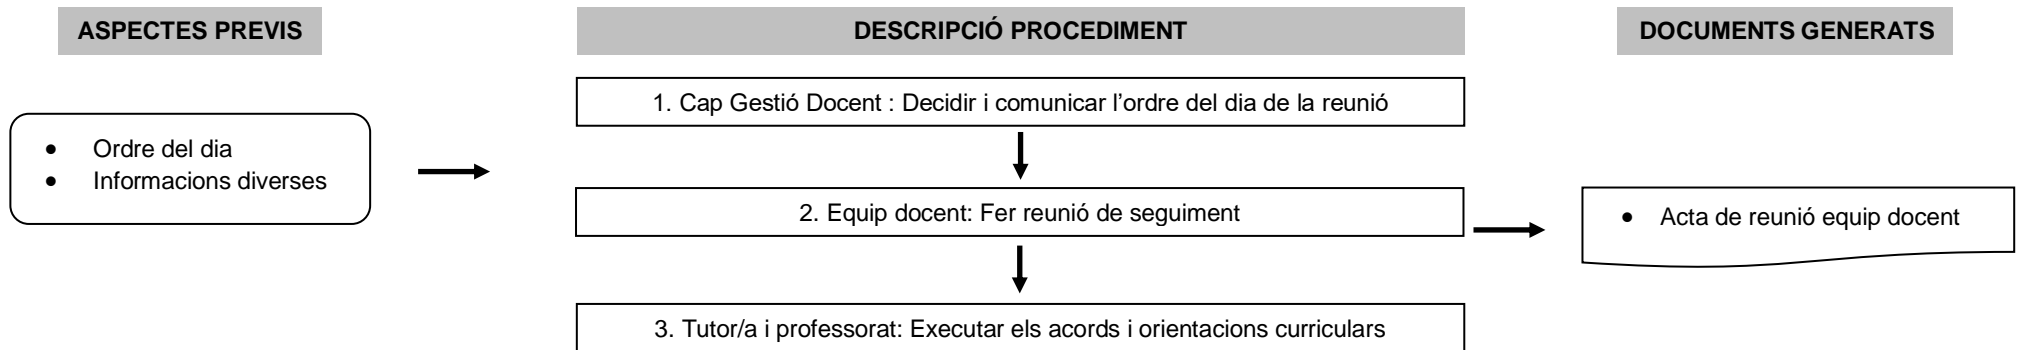 ASPECTES PREVIS
DESCRIPCIÓ PROCEDIMENT
DOCUMENTS GENERATS
• Ordre del dia
• Informacions diverses
1. Cap Gestió Docent : Decidir i comunicar l’ordre del dia de la reunió
2. Equip docent: Fer reunió de seguiment
3. Tutor/a i professorat: Executar els acords i orientacions curriculars
• Acta de reunió equip docent